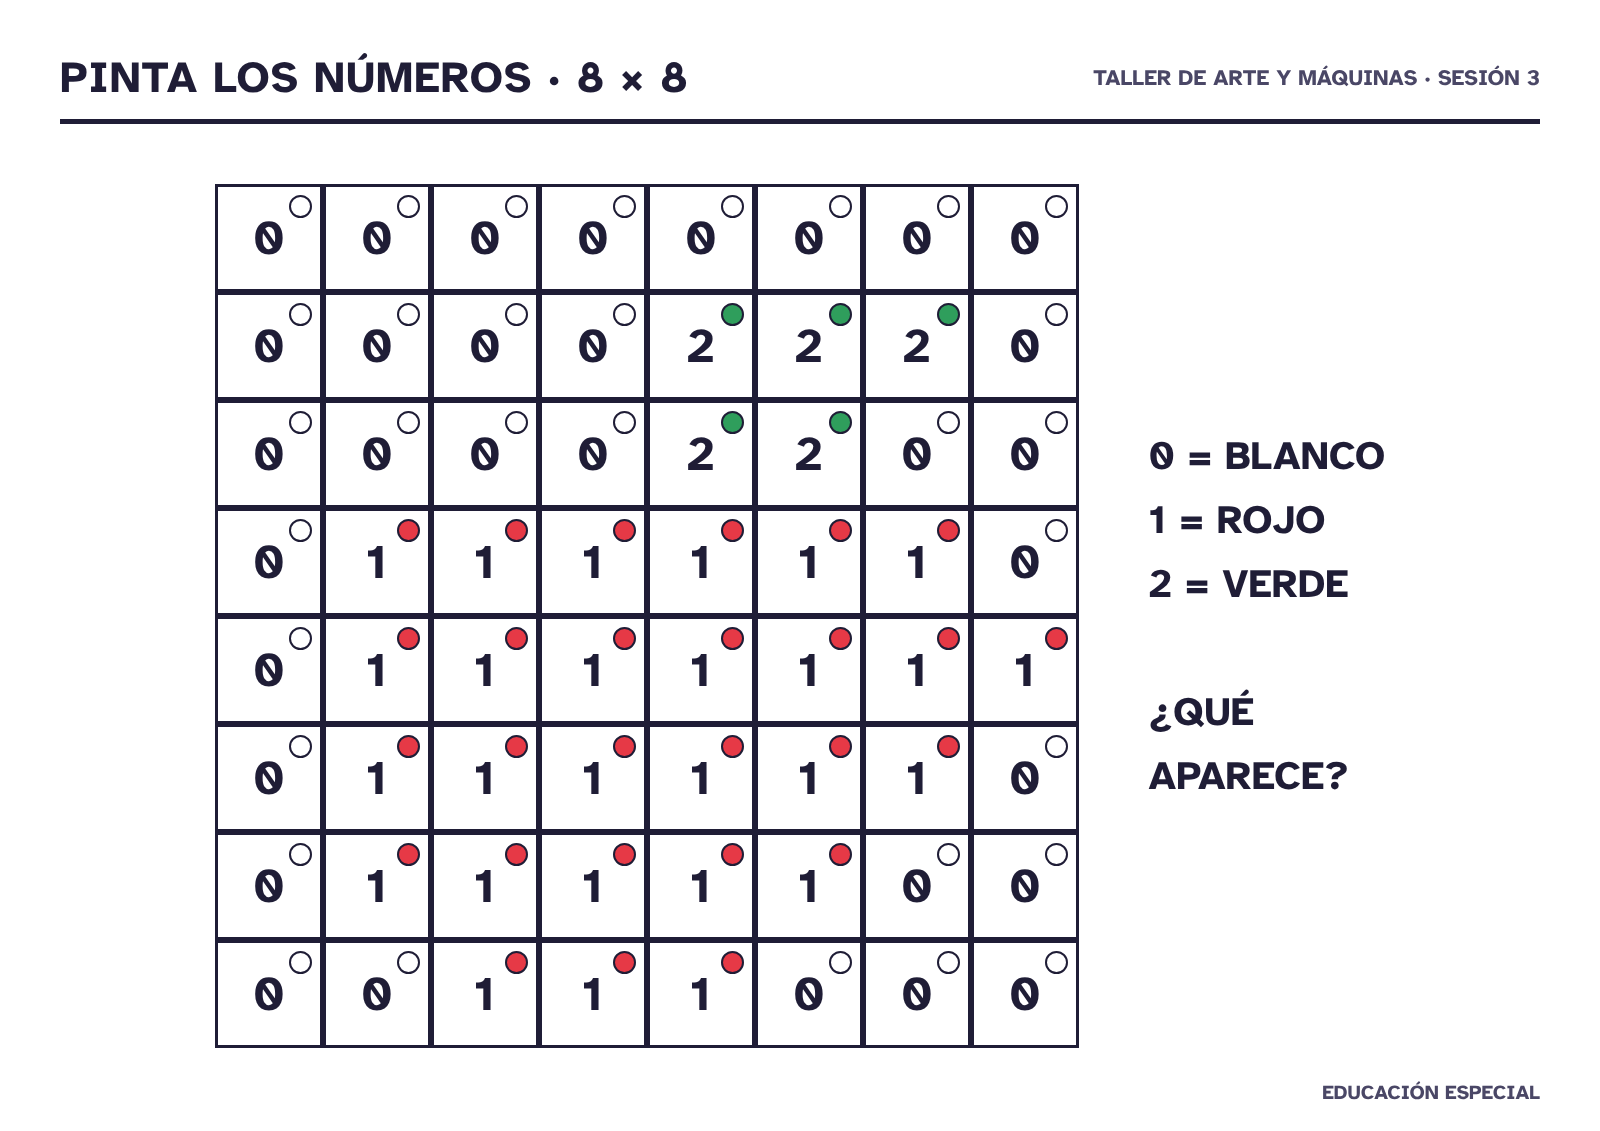 PINTA LOS NÚMEROS · 8 × 8
TALLER DE ARTE Y MÁQUINAS · SESIÓN 3
0 0 0 0 0 0 0 0
0 0 0 0 2 2 2 0
0 0 0 0 2 2 0 0
0 1 1 1 1 1 1 0
0 1 1 1 1 1 1 1
0 1 1 1 1 1 1 0
0 1 1 1 1 1 0 0
0 0 1 1 1 0 0 0
0 = BLANCO
1 = ROJO
2 = VERDE
¿QUÉ
APARECE?
EDUCACIÓN ESPECIAL